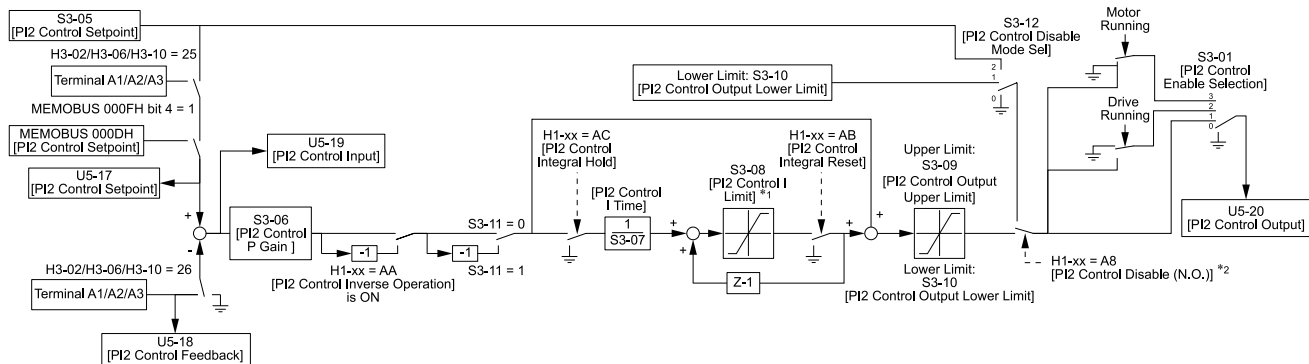 S3-05
[PI2 Control Setpoint]
H3-02/H3-06/H3-10 = 25
Terminal A1/A2/A3
MEMOBUS 000FH bit 4 = 1
MEMOBUS 000DH
[PI2 Control Setpoint]
U5-17
[PI2 Control Setpoint]
+
-
H3-02/H3-06/H3-10 = 26
Terminal A1/A2/A3
U5-18
[PI2 Control Feedback]
U5-19
[PI2 Control Input]
S3-06
[PI2 Control
P Gain ]
-1
H1-xx = AA
[PI2 Control Inverse Operation]
is ON
S3-11 = 0
-1
S3-11 = 1
H1-xx = AC
[PI2 Control
Integral Hold]
[PI2 Control
I Time]
1
S3-07
+
+
S3-08
[PI2 Control I
Limit] *1
Z-1
H1-xx = AB
[PI2 Control
Integral Reset]
+
+
Upper Limit:
S3-09
[PI2 Control Output
Upper Limit]
Lower Limit:
S3-10
[PI2 Control Output Lower Limit]
Lower Limit: S3-10
[PI2 Control Output Lower Limit]
S3-12
[PI2 Control Disable
Mode Sel]
2
1
0
H1-xx = A8
[PI2 Control Disable (N.O.)] *2
Motor
Running
Drive
Running
S3-01
[PI2 Control
Enable Selection]
3
2
1
0
U5-20
[PI2 Control Output]